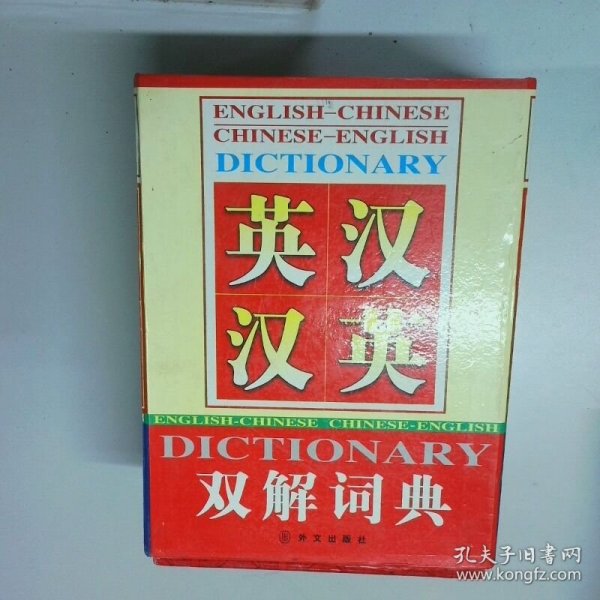 ENGLISH-CHINESE
CHINESE-ENGLISH
DICTIONARY
英汉
汉英
ENGLISH-CHINESE CHINESE-ENGLISH
DICTIONARY
双解词典
外文出版社
孔夫子旧书网
www.kongfz.com